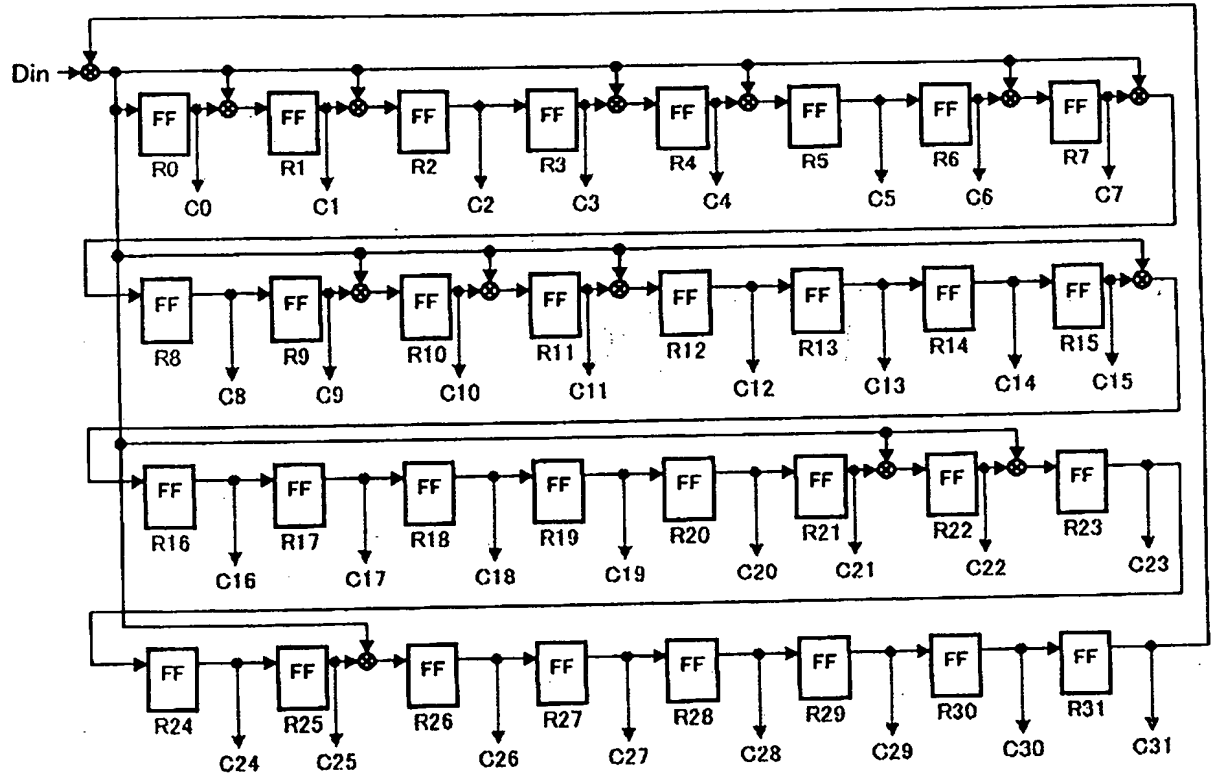 Din
FF FF FF FF FF FF FF FF
R0 R1 R2 R3 R4 R5 R6 R7
C0 C1 C2 C3 C4 C5 C6 C7
FF FF FF FF FF FF FF FF
R8 R9 R10 R11 R12 R13 R14 R15
C8 C9 C10 C11 C12 C13 C14 C15
FF FF FF FF FF FF FF FF
R16 R17 R18 R19 R20 R21 R22 R23
C16 C17 C18 C19 C20 C21 C22 C23
FF FF FF FF FF FF FF FF
R24 R25 R26 R27 R28 R29 R30 R31
C24 C25 C26 C27 C28 C29 C30 C31